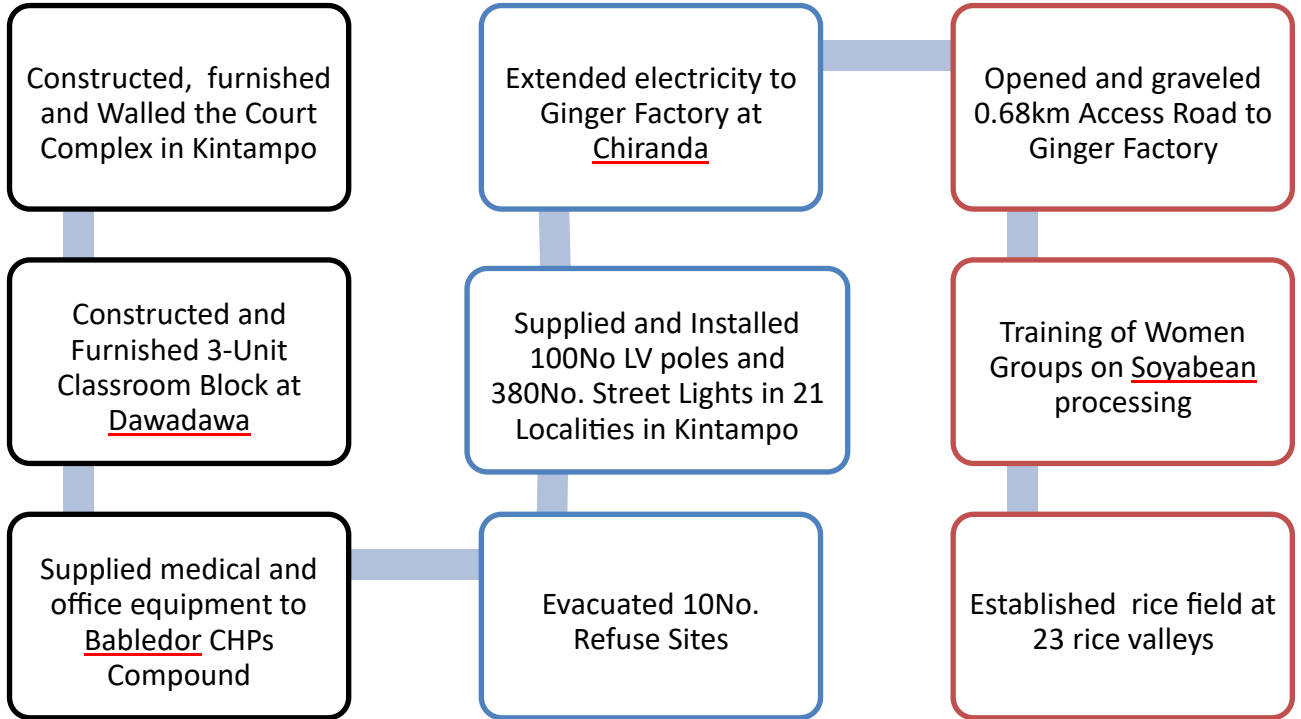 Constructed, furnished
and Walled the Court
Complex in Kintampo
Constructed and
Furnished 3-Unit
Classroom Block at
Dawadawa
Supplied medical and
office equipment to
Babledor CHPs
Compound
Evacuated 10No.
Refuse Sites
Supplied and Installed
100No LV poles and
380No. Street Lights in 21
Localities in Kintampo
Extended electricity to
Ginger Factory at
Chiranda
Opened and graveled
0.68km Access Road to
Ginger Factory
Training of Women
Groups on Soyabean
processing
Established rice field at
23 rice valleys